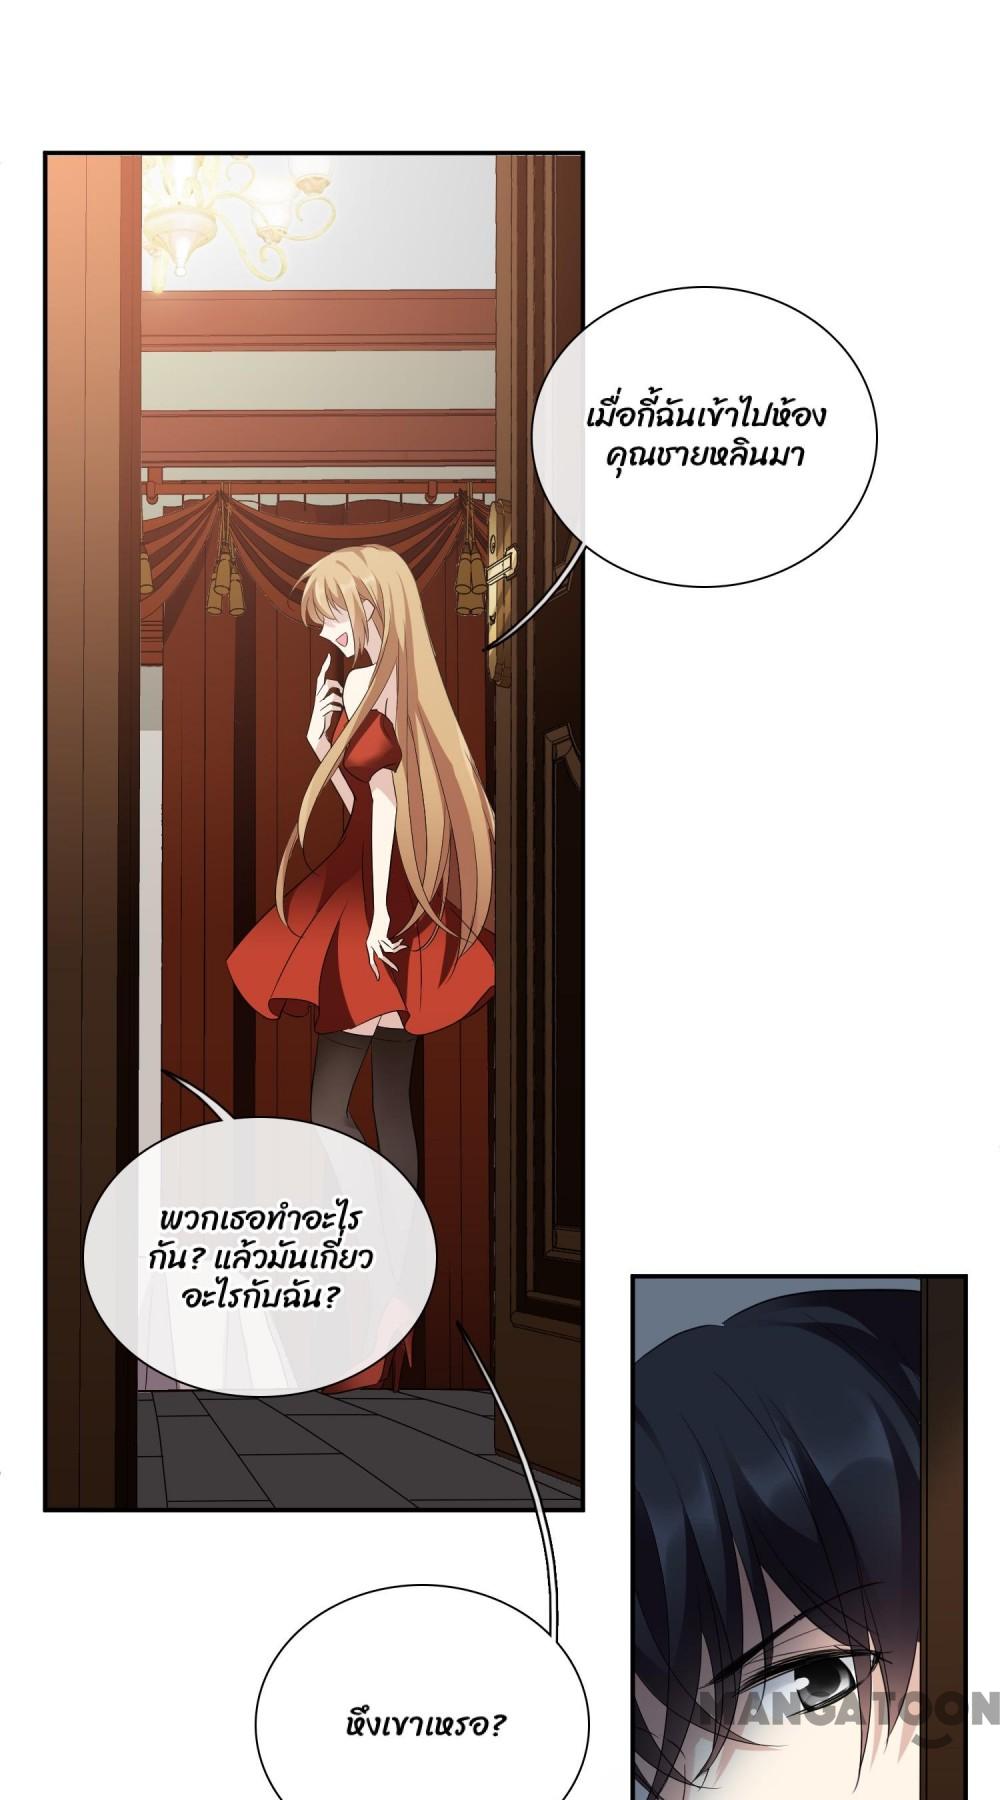 เมื่อกี้ฉันเข้าไปห้อง
คุณชายหลินมา
พวกเธอทำอะไร
กัน? แล้วมันเกี่ยว
อะไรกับฉัน?
หึงเขาเหรอ?
MANGATOON